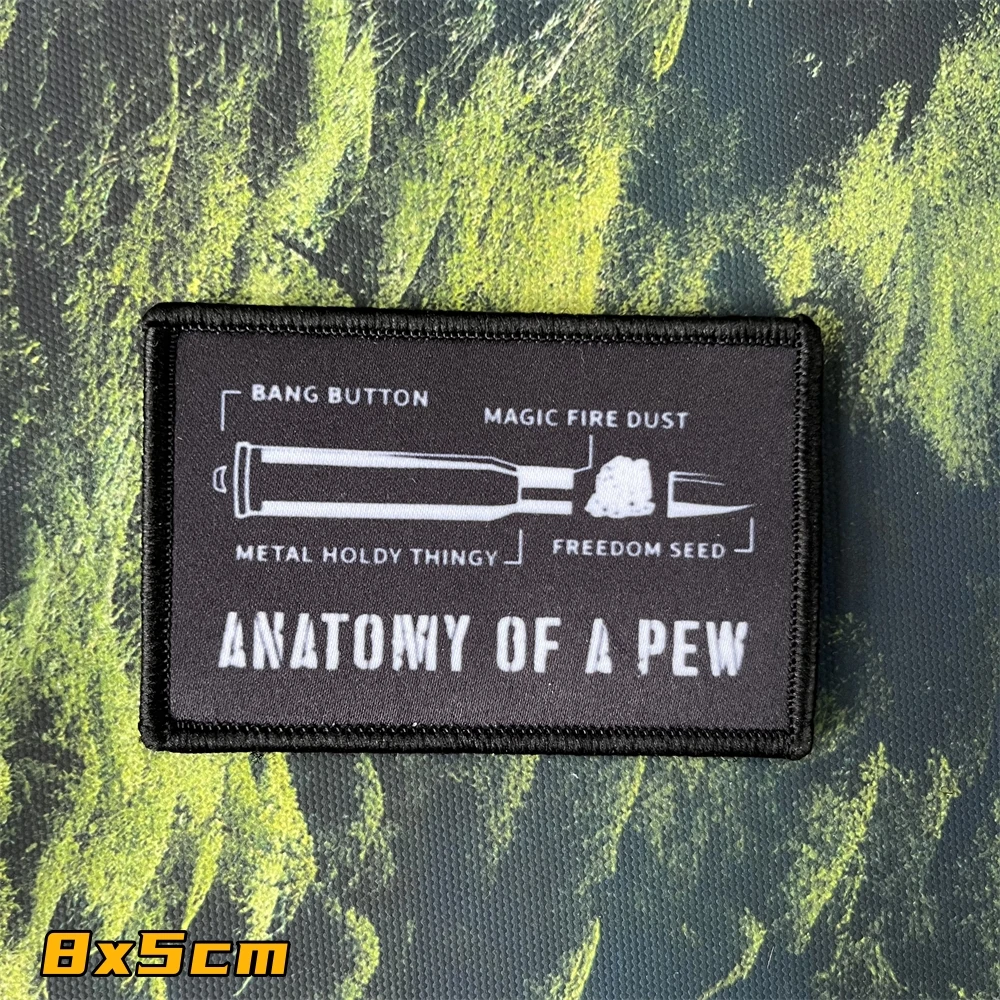 BANG BUTTON
MAGIC FIRE DUST
METAL HOLDY THINGY
FREEDOM SEED
ANATOMY OF A PEW
8x5cm